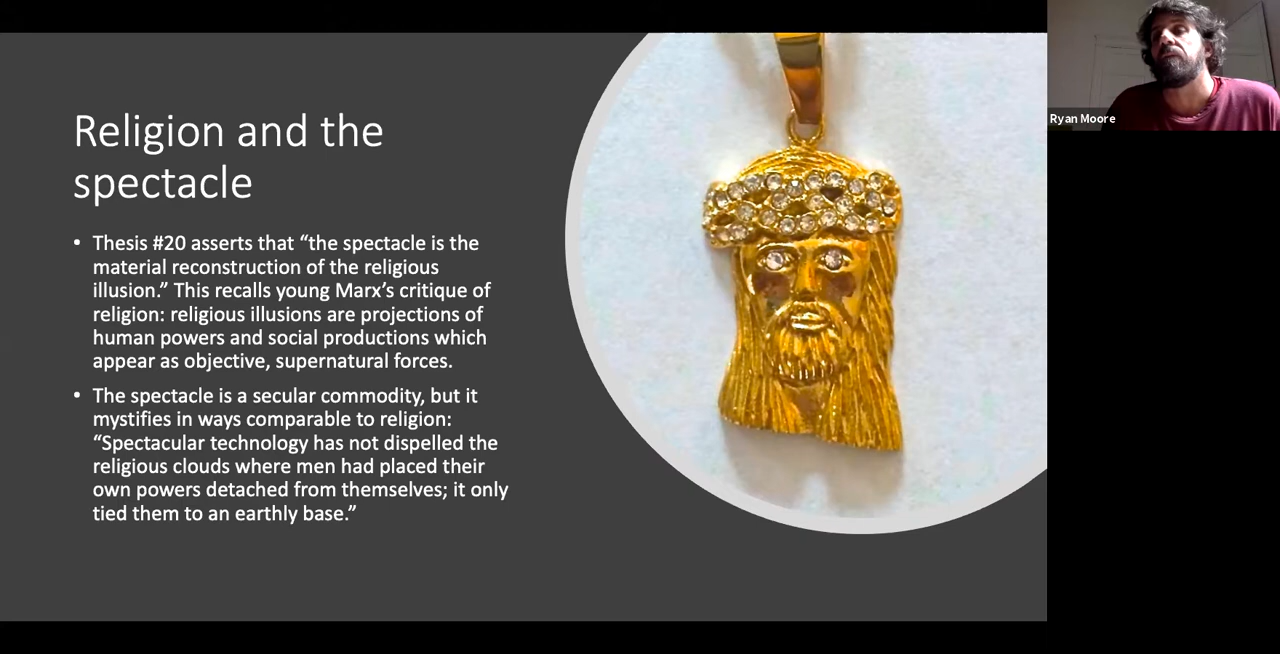 Religion and the
spectacle
• Thesis #20 asserts that “the spectacle is the
material reconstruction of the religious
illusion.” This recalls young Marx’s critique of
religion: religious illusions are projections of
human powers and social productions which
appear as objective, supernatural forces.
• The spectacle is a secular commodity, but it
mystifies in ways comparable to religion:
“Spectacular technology has not dispelled the
religious clouds where men had placed their
own powers detached from themselves; it only
tied them to an earthly base.”
Ryan Moore